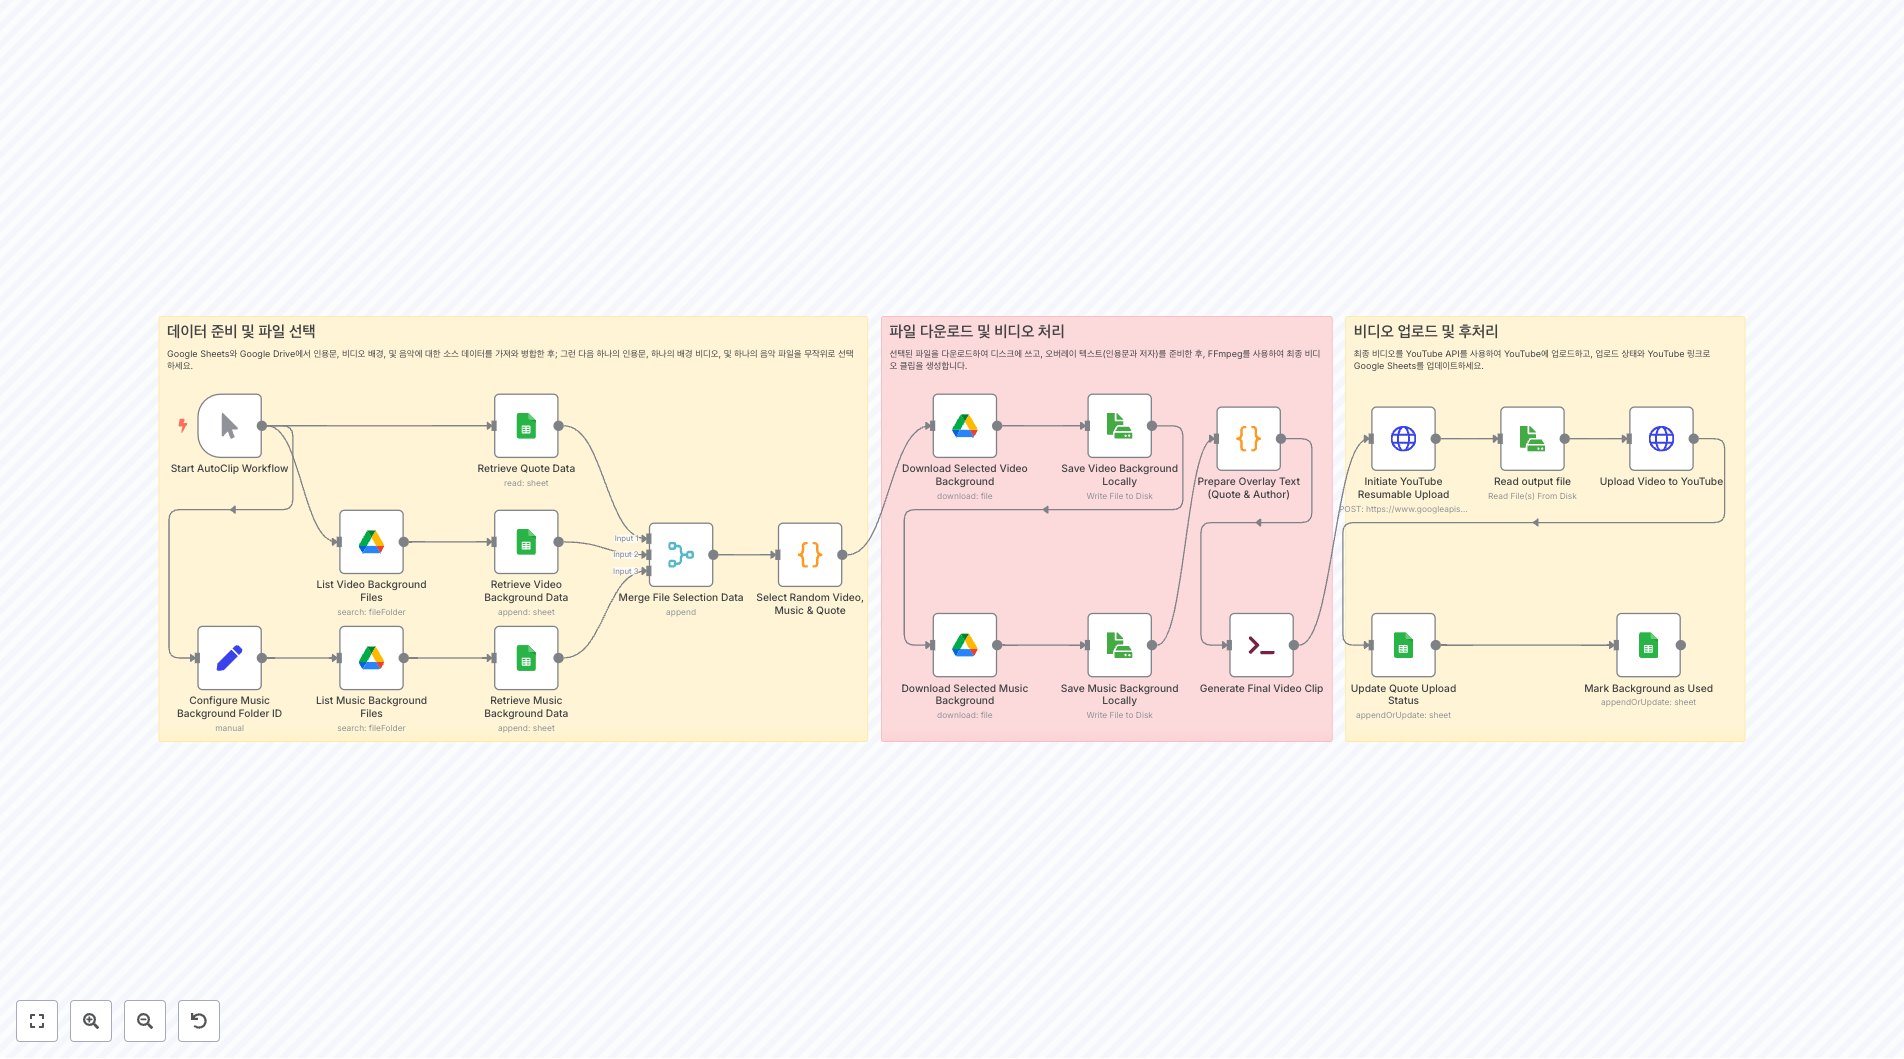 데이터 준비 및 파일 선택
Google Sheets와 Google Drive에서 인용문, 비디오 배경, 및 음악에 대한 소스 데이터를 가져와 병합한 후; 그런 다음 하나의 인용문, 하나의 배경 비디오, 및 하나의 음악 파일을 무작위로 선택
하세요.
Start AutoClip Workflow
Retrieve Quote Data
read: sheet
List Video Background
Files
search: fileFolder
Retrieve Video
Background Data
append: sheet
Input 1
Input 2
Input 3
Merge File Selection Data
append
Select Random Video,
Music & Quote
Configure Music
Background Folder ID
manual
List Music Background
Files
search: fileFolder
Retrieve Music
Background Data
append: sheet
파일 다운로드 및 비디오 처리
선택된 파일을 다운로드하여 디스크에 쓰고, 오버레이 텍스트(인용문과 저자)를 준비한 후, FFmpeg를 사용하여 최종 비디
오 클립을 생성합니다.
Download Selected Video
Background
download: file
Save Video Background
Locally
Write File to Disk
Prepare Overlay Text
(Quote & Author)
Download Selected Music
Background
download: file
Save Music Background
Locally
Write File to Disk
Generate Final Video Clip
비디오 업로드 및 후처리
최종 비디오를 YouTube API를 사용하여 YouTube에 업로드하고, 업로드 상태와 YouTube 링크로
Google Sheets를 업데이트하세요.
Initiate YouTube
Resumable Upload
POST: https://www.googleapis...
Read output file
Read File(s) From Disk
Upload Video to YouTube
Update Quote Upload
Status
appendOrUpdate: sheet
Mark Background as Used
appendOrUpdate: sheet